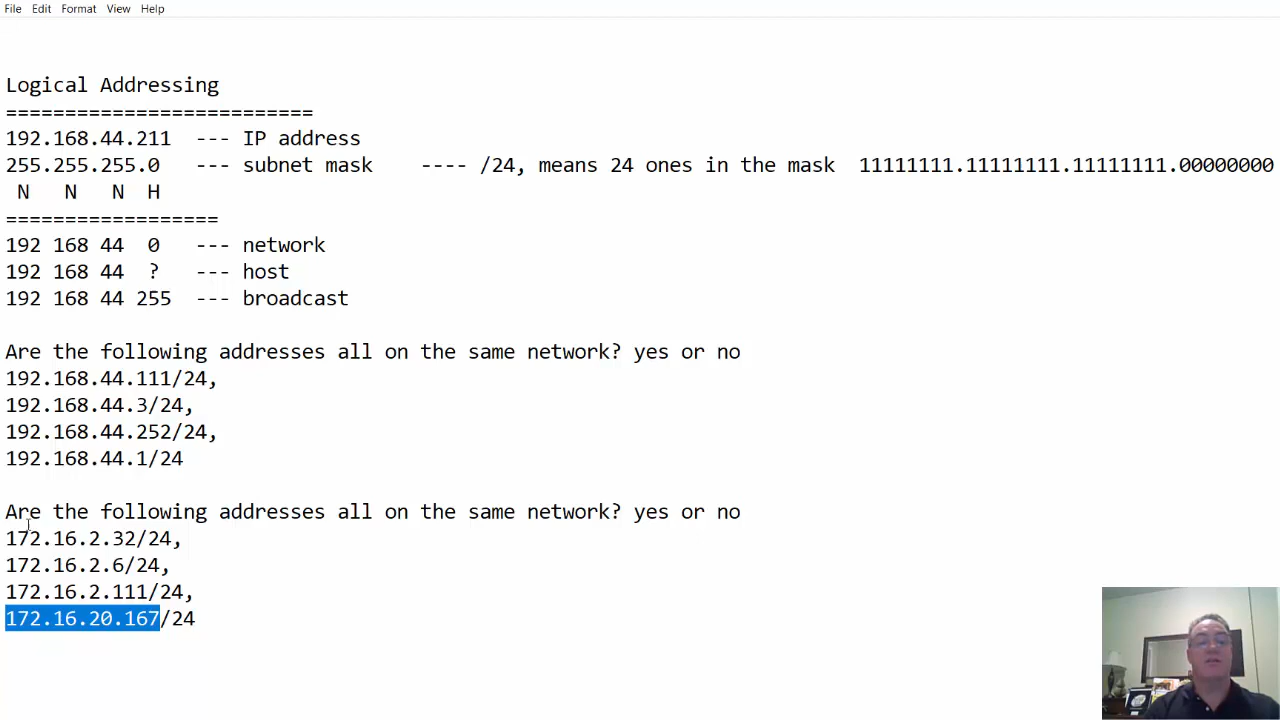 File Edit Format View Help
Logical Addressing
==========================
192.168.44.211 --- IP address
255.255.255.0 --- subnet mask ---- /24, means 24 ones in the mask 11111111.11111111.11111111.00000000
N N N H
==================
192 168 44 0 --- network
192 168 44 ? --- host
192 168 44 255 --- broadcast
Are the following addresses all on the same network? yes or no
192.168.44.111/24,
192.168.44.3/24,
192.168.44.252/24,
192.168.44.1/24
Are the following addresses all on the same network? yes or no
172.16.2.32/24,
172.16.2.6/24,
172.16.2.111/24,
172.16.20.167/24